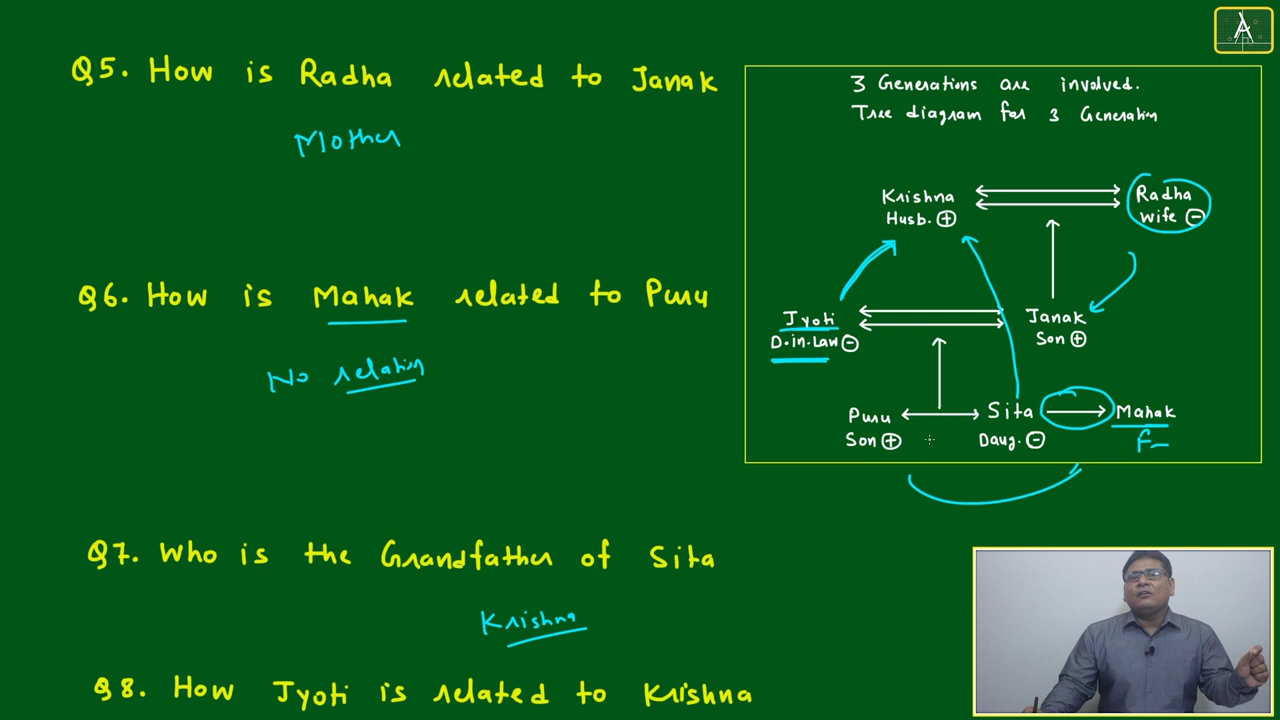 Q5. How is Radha related to Janak
Mother
Q6. How is Mahak related to Puru
No relation
Q7. Who is the Grandfather of Sita
Krishna
Q8. How Jyoti is related to Krishna
3 Generations are involved.
Tree diagram for 3 Generation
Krishna
Husb. +
Radha
Wife -
Jyoti
D.in.Law -
Janak
Son +
Puru
Son +
Sita
Daug. -
Mahak
F-